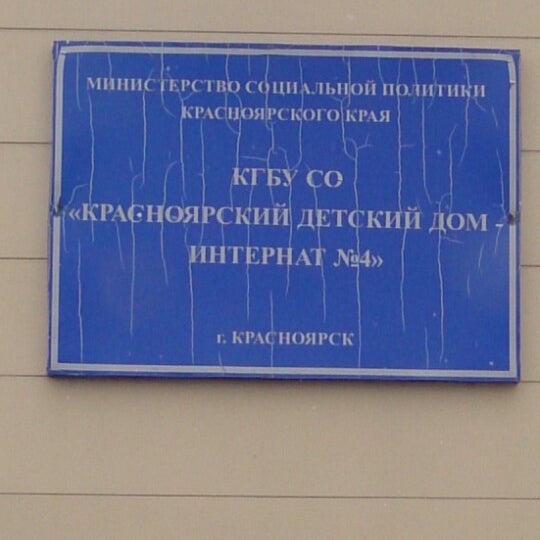 МИНИСТЕРСТВО СОЦИАЛЬНОЙ ПОЛИТИКИ
КРАСНОЯРСКОГО КРАЯ
КГБУ СО
«КРАСНОЯРСКИЙ ДЕТСКИЙ ДОМ -
ИНТЕРНАТ №4»
г. КРАСНОЯРСК